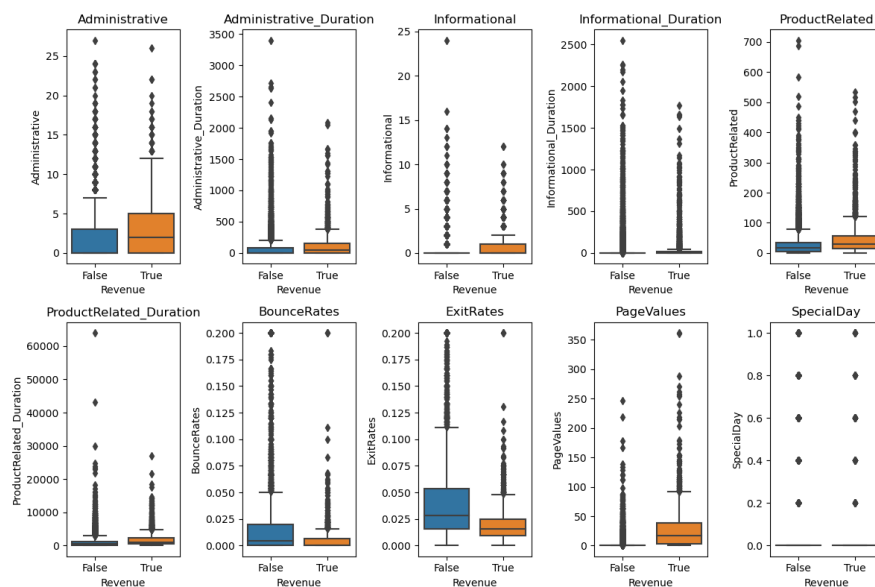 Administrative
Administrative_Duration
Informational
Informational_Duration
ProductRelated
Administrative
25
20
15
10
5
0
False
True
Revenue
Administrative_Duration
3500
3000
2500
2000
1500
1000
500
0
False
True
Revenue
Informational
25
20
15
10
5
0
False
True
Revenue
Informational_Duration
2500
2000
1500
1000
500
0
False
True
Revenue
ProductRelated
700
600
500
400
300
200
100
0
False
True
Revenue
ProductRelated_Duration
BounceRates
ExitRates
PageValues
SpecialDay
ProductRelated_Duration
60000
50000
40000
30000
20000
10000
0
False
True
Revenue
BounceRates
0.200
0.175
0.150
0.125
0.100
0.075
0.050
0.025
0.000
False
True
Revenue
ExitRates
0.200
0.175
0.150
0.125
0.100
0.075
0.050
0.025
0.000
False
True
Revenue
PageValues
350
300
250
200
150
100
50
0
False
True
Revenue
SpecialDay
1.0
0.8
0.6
0.4
0.2
0.0
False
True
Revenue